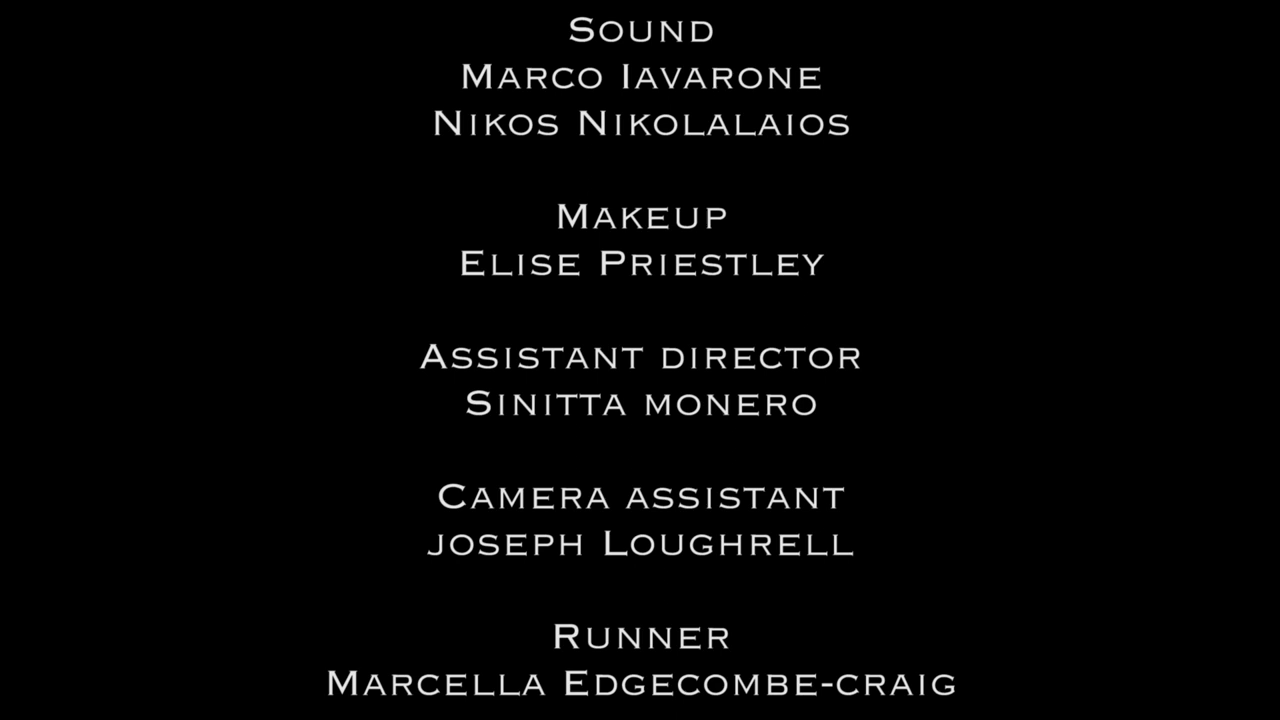 Sound
Marco Iavarone
Nikos Nikolalaios
Makeup
Elise Priestley
Assistant director
Sinitta monero
Camera assistant
joseph Loughrell
Runner
Marcella Edgecombe-craig